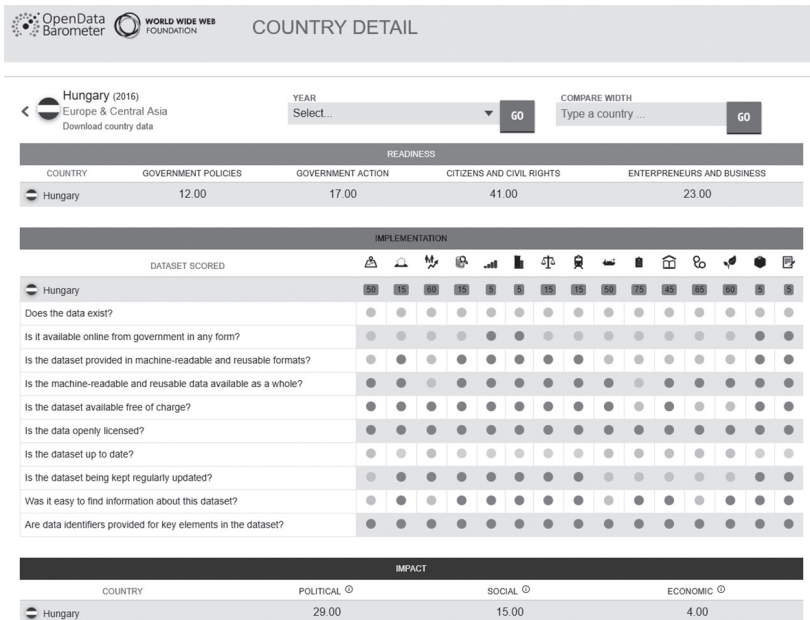 OpenData
Barometer
WORLD WIDE WEB
FOUNDATION
COUNTRY DETAIL
Hungary (2016)
Europe & Central Asia
Download country data
YEAR
Select...
GO
COMPARE WIDTH
Type a country ...
GO
READINESS
COUNTRY GOVERNMENT POLICIES GOVERNMENT ACTION CITIZENS AND CIVIL RIGHTS ENTERPRENEURS AND BUSINESS
Hungary 12.00 17.00 41.00 23.00
IMPLEMENTATION
DATASET SCORED
Hungary 50 15 60 15 5 5 15 15 50 75 45 65 60 5 5
Does the data exist?
Is it available online from government in any form?
Is the dataset provided in machine-readable and reusable formats?
Is the machine-readable and reusable data available as a whole?
Is the dataset available free of charge?
Is the data openly licensed?
Is the dataset up to date?
Is the dataset being kept regularly updated?
Was it easy to find information about this dataset?
Are data identifiers provided for key elements in the dataset?
IMPACT
COUNTRY POLITICAL SOCIAL ECONOMIC
Hungary 29.00 15.00 4.00